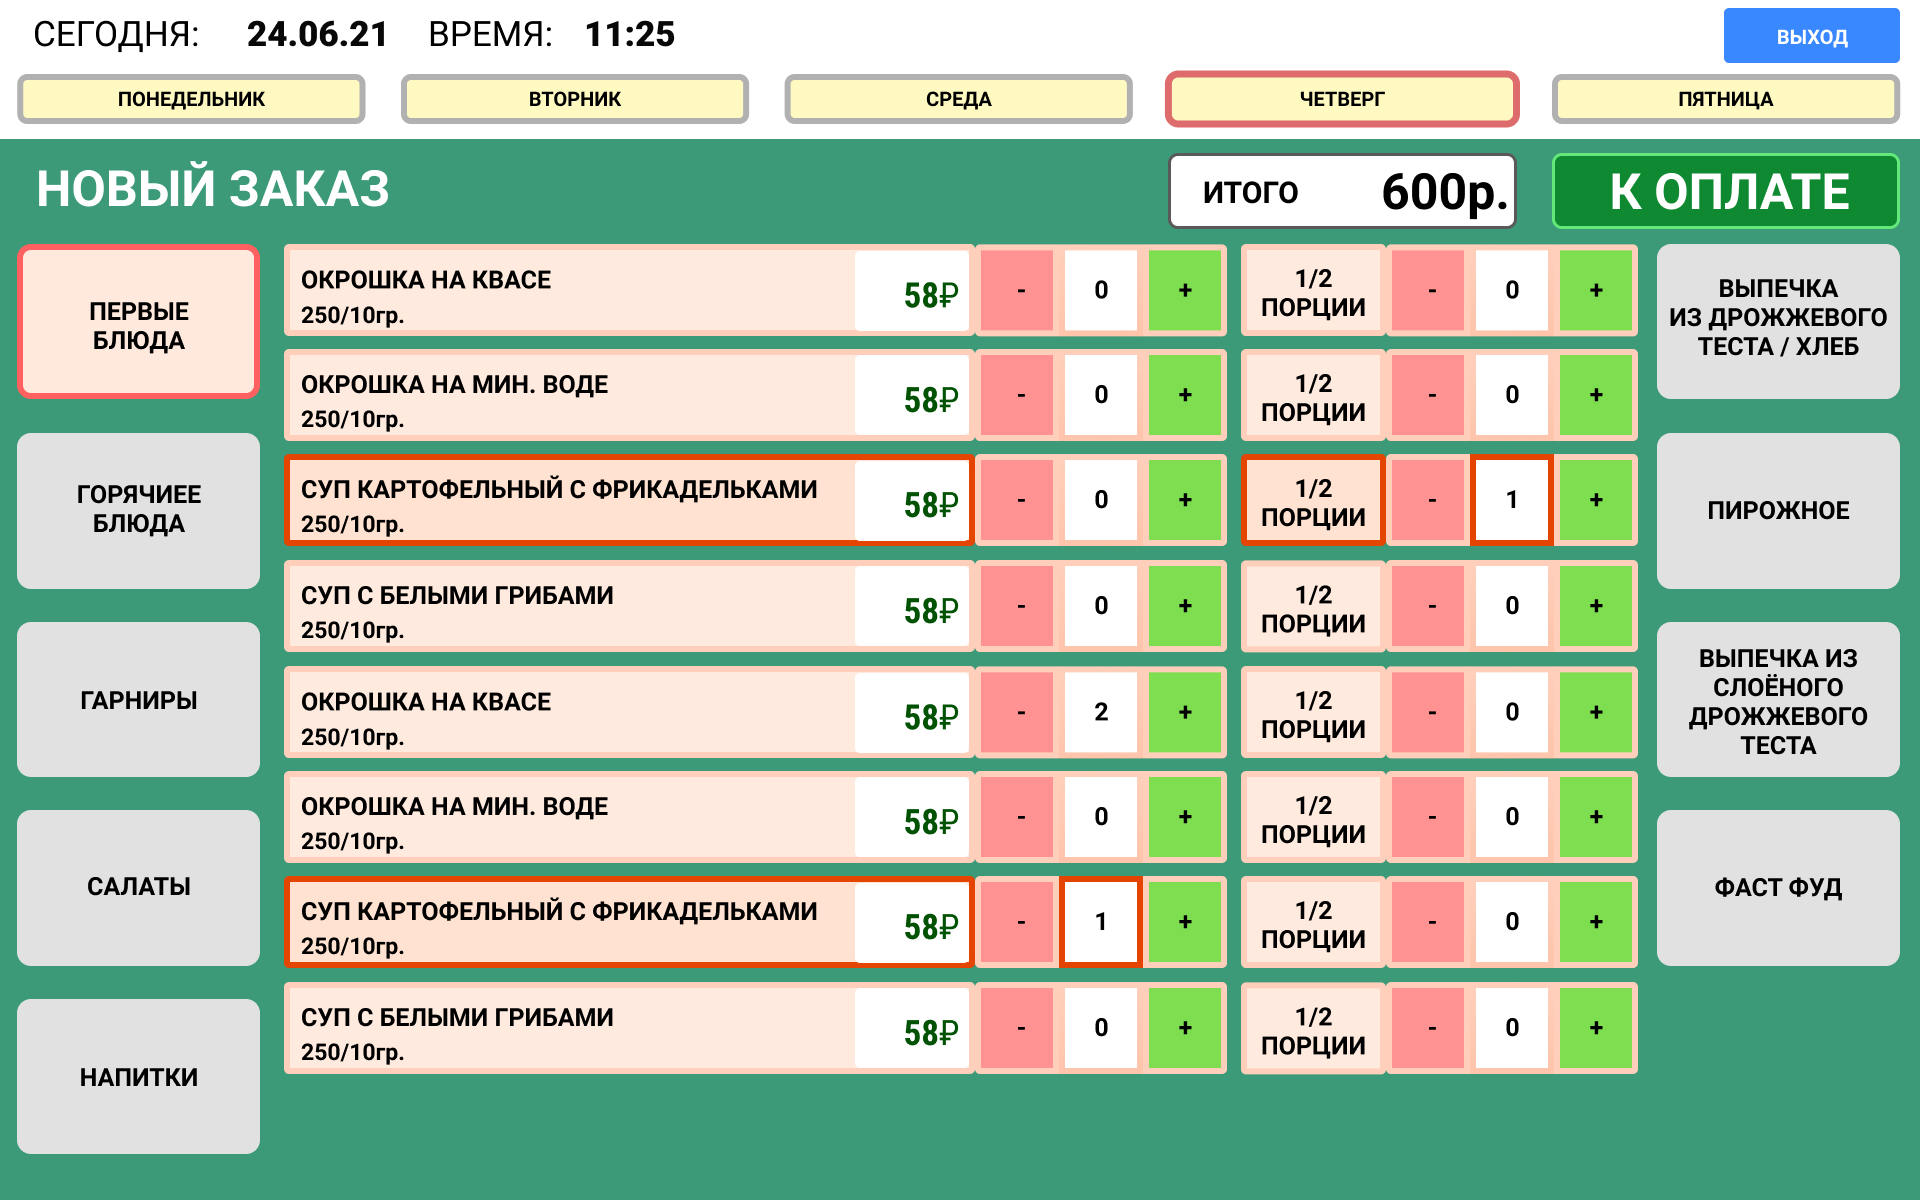 СЕГОДНЯ: 24.06.21 ВРЕМЯ: 11:25
ВЫХОД
ПОНЕДЕЛЬНИК
ВТОРНИК
СРЕДА
ЧЕТВЕРГ
ПЯТНИЦА
НОВЫЙ ЗАКАЗ
ИТОГО 600р.
К ОПЛАТЕ
ПЕРВЫЕ
БЛЮДА
ГОРЯЧИЕЕ
БЛЮДА
ГАРНИРЫ
САЛАТЫ
НАПИТКИ
ОКРОШКА НА КВАСЕ
250/10гр.
58₽
- 0 +
1/2
ПОРЦИИ
- 0 +
ОКРОШКА НА МИН. ВОДЕ
250/10гр.
58₽
- 0 +
1/2
ПОРЦИИ
- 0 +
СУП КАРТОФЕЛЬНЫЙ С ФРИКАДЕЛЬКАМИ
250/10гр.
58₽
- 0 +
1/2
ПОРЦИИ
- 1 +
СУП С БЕЛЫМИ ГРИБАМИ
250/10гр.
58₽
- 0 +
1/2
ПОРЦИИ
- 0 +
ОКРОШКА НА КВАСЕ
250/10гр.
58₽
- 2 +
1/2
ПОРЦИИ
- 0 +
ОКРОШКА НА МИН. ВОДЕ
250/10гр.
58₽
- 0 +
1/2
ПОРЦИИ
- 0 +
СУП КАРТОФЕЛЬНЫЙ С ФРИКАДЕЛЬКАМИ
250/10гр.
58₽
- 1 +
1/2
ПОРЦИИ
- 0 +
СУП С БЕЛЫМИ ГРИБАМИ
250/10гр.
58₽
- 0 +
1/2
ПОРЦИИ
- 0 +
ВЫПЕЧКА
ИЗ ДРОЖЖЕВОГО
ТЕСТА / ХЛЕБ
ПИРОЖНОЕ
ВЫПЕЧКА ИЗ
СЛОЁНОГО
ДРОЖЖЕВОГО
ТЕСТА
ФАСТ ФУД